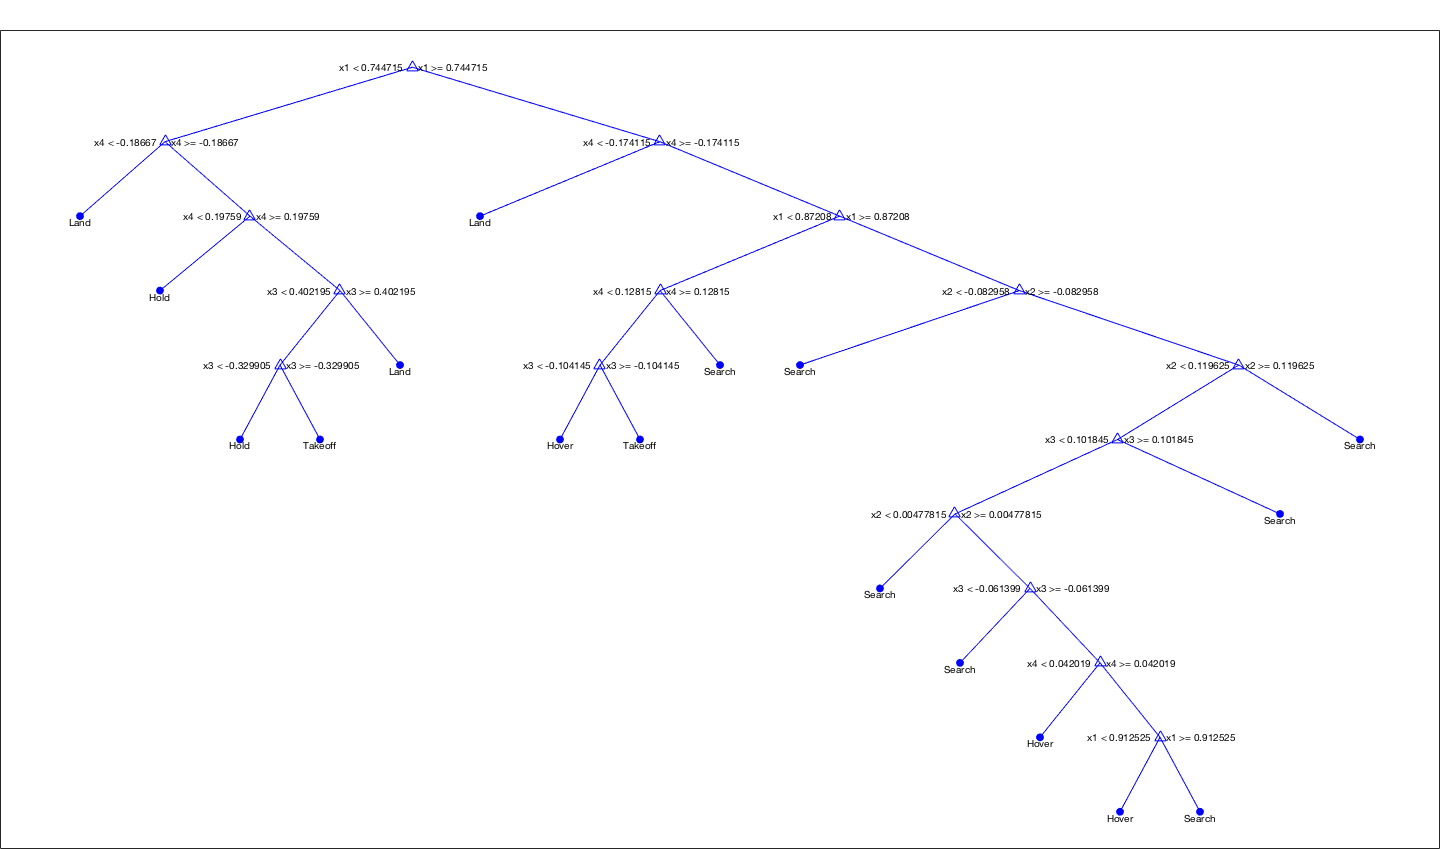 x1 < 0.744715 x1 >= 0.744715
x4 < -0.18667 x4 >= -0.18667 x4 < -0.174115 x4 >= -0.174115
Land x4 < 0.19759 x4 >= 0.19759 Land x1 < 0.87208 x1 >= 0.87208
Hold x3 < 0.402195 x3 >= 0.402195 x4 < 0.12815 x4 >= 0.12815 x2 < -0.082958 x2 >= -0.082958
x3 < -0.329905 x3 >= -0.329905 Land x3 < -0.104145 x3 >= -0.104145 Search Search x2 < 0.119625 x2 >= 0.119625
Hold Takeoff Hover Takeoff x3 < 0.101845 x3 >= 0.101845 Search
x2 < 0.00477815 x2 >= 0.00477815 Search
Search x3 < -0.061399 x3 >= -0.061399
Search x4 < 0.042019 x4 >= 0.042019
Hover x1 < 0.912525 x1 >= 0.912525
Hover Search